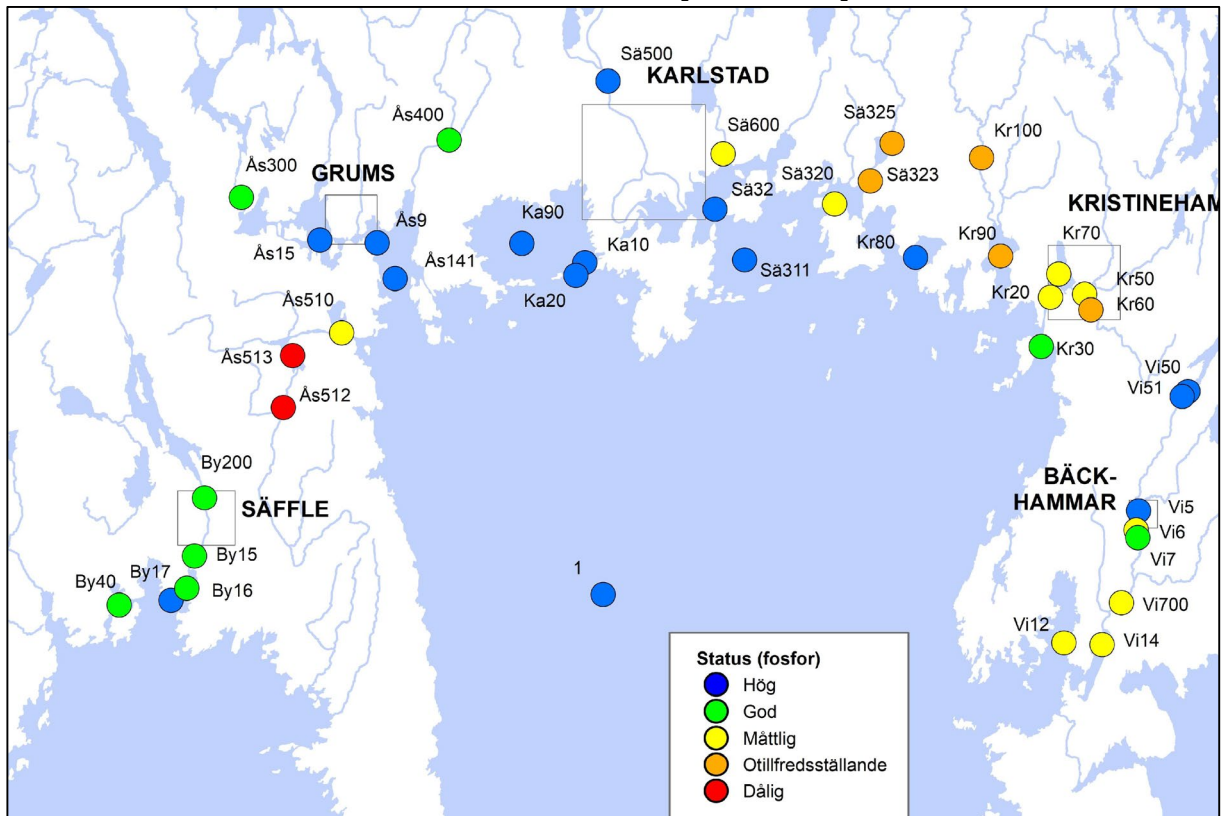 Sä500
KARLSTAD
Ås400
Sä600
Sä325
Kr100
Ås300
GRUMS
Sä320
Sä323
Sä32
KRISTINEHAM
Ås9
Ka90
Ås15
Ka10
Kr80
Kr90
Kr70
Ås141
Sä311
Ka20
Kr20
Kr50
Kr60
Ås510
Ås513
Kr30
Vi50
Vi51
Ås512
By200
SÄFFLE
BÄCK-
HAMMAR
Vi5
Vi6
Vi7
By15
By17
By40
By16
1
Vi700
Vi12
Vi14
Status (fosfor)
Hög
God
Måttlig
Otillfredsställande
Dålig